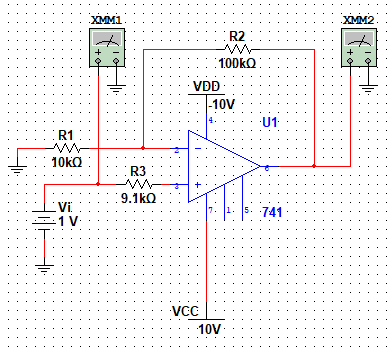 XMM1
XMM2
R2
100kΩ
VDD
-10V
U1
4
R1
10kΩ
2
6
R3
9.1kΩ
3
7
1
5
741
Vi
1 V
VCC
10V